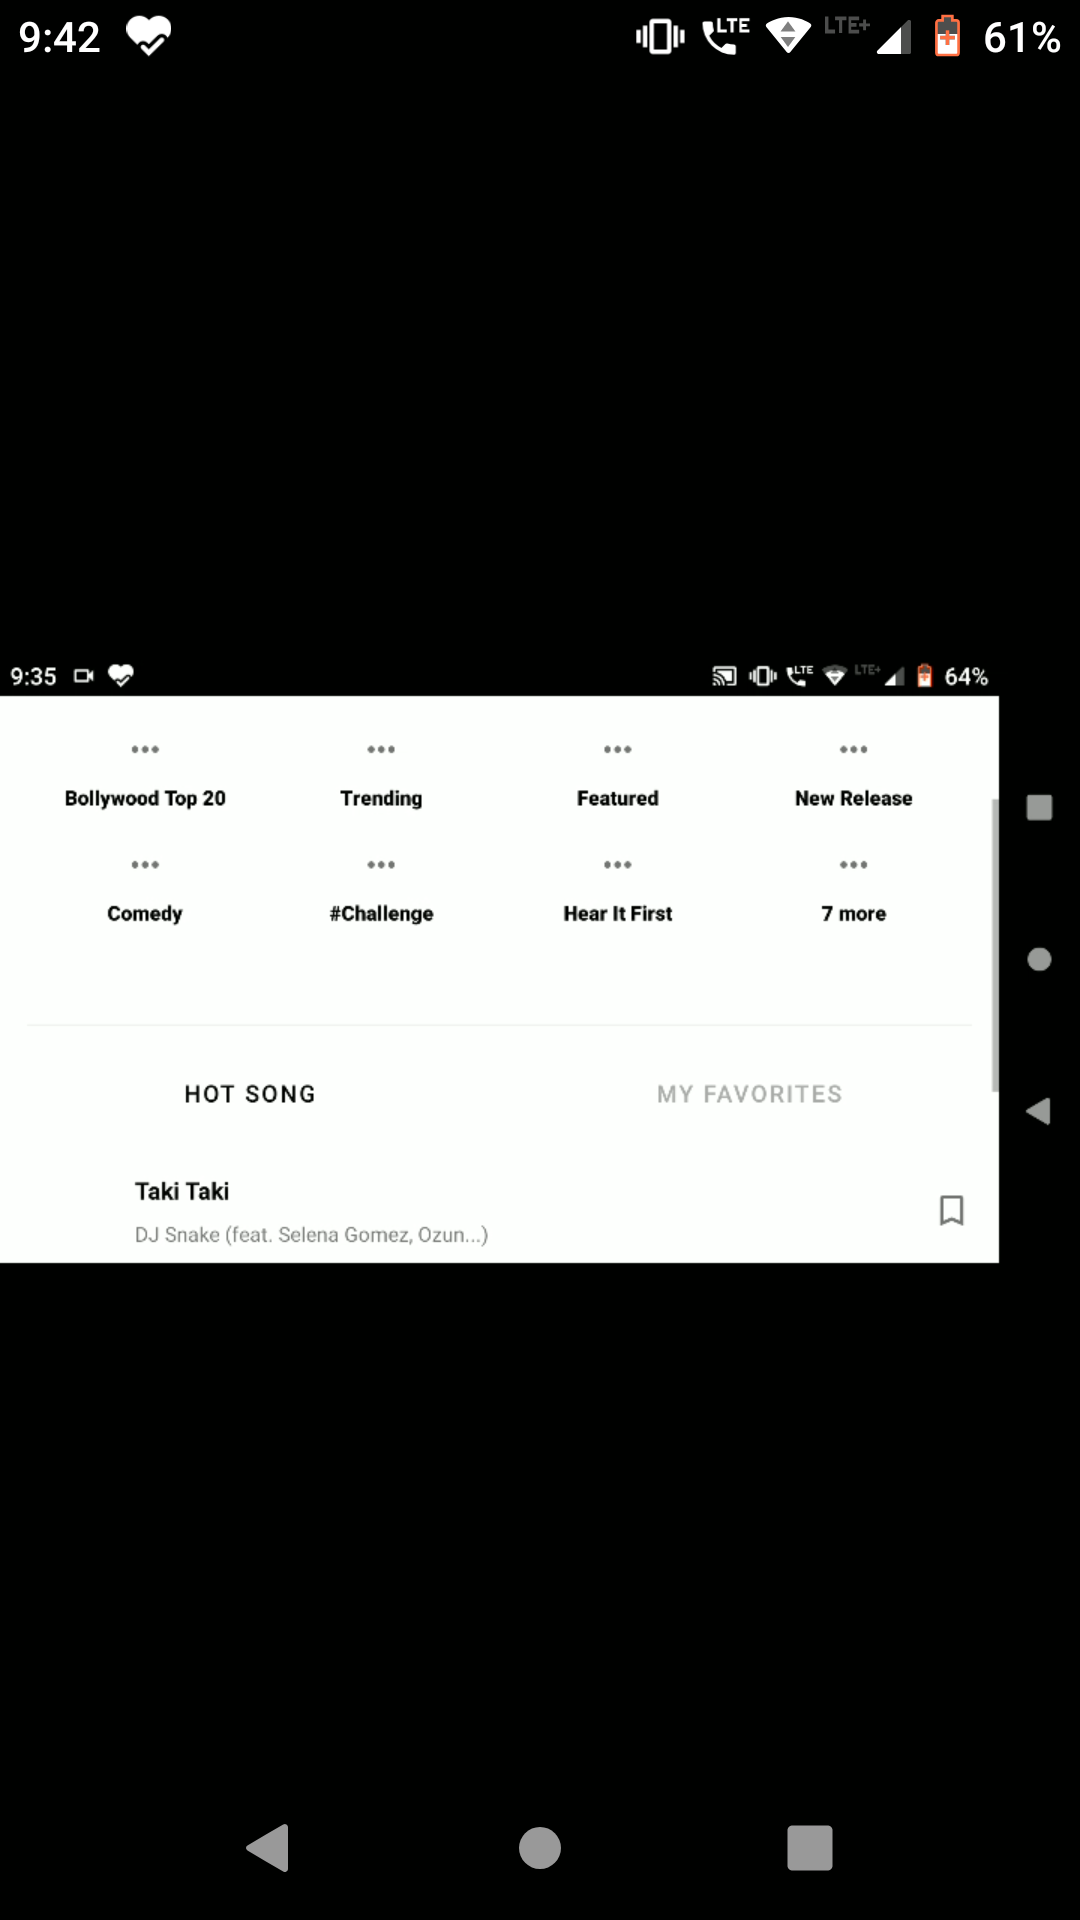 9:42 LTE LTE+ 61%
9:35 LTE LTE+ 64%
Bollywood Top 20 Trending Featured New Release
Comedy #Challenge Hear It First 7 more
HOT SONG MY FAVORITES
Taki Taki
DJ Snake (feat. Selena Gomez, Ozun...)